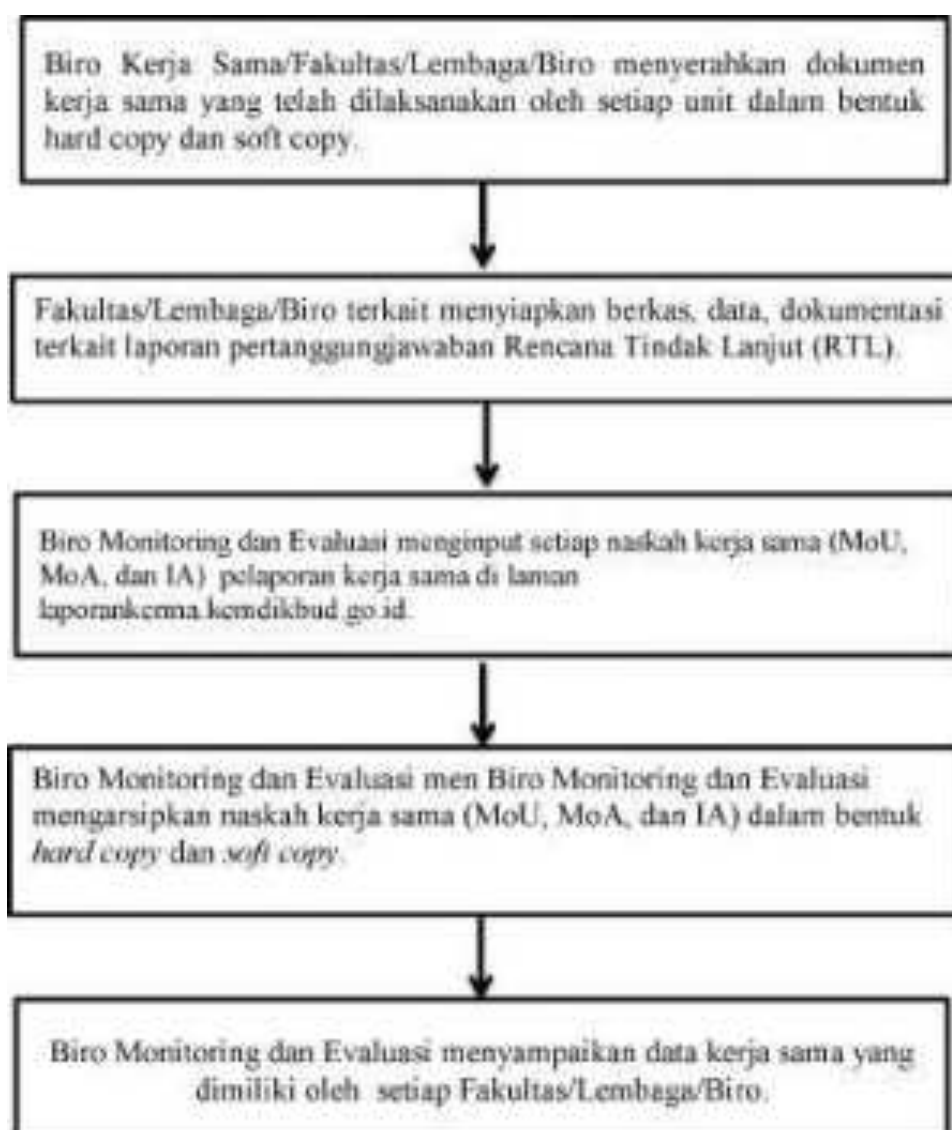 Biro Kerja Sama/Fakultas/Lembaga/Biro menyerahkan dokumen
kerja sama yang telah dilaksanakan oleh setiap unit dalam bentuk
hard copy dan soft copy.
Fakultas/Lembaga/Biro terkait menyiapkan berkas, data, dokumentasi
terkait laporan pertanggungjawaban Rencana Tindak Lanjut (RTL).
Biro Monitoring dan Evaluasi menginput setiap naskah kerja sama (MoU,
MoA, dan IA) pelaporan kerja sama di laman
laporankerma.kemdikbud.go.id.
Biro Monitoring dan Evaluasi men Biro Monitoring dan Evaluasi
mengarsipkan naskah kerja sama (MoU, MoA, dan IA) dalam bentuk
hard copy dan soft copy.
Biro Monitoring dan Evaluasi menyampaikan data kerja sama yang
dimiliki oleh setiap Fakultas/Lembaga/Biro.